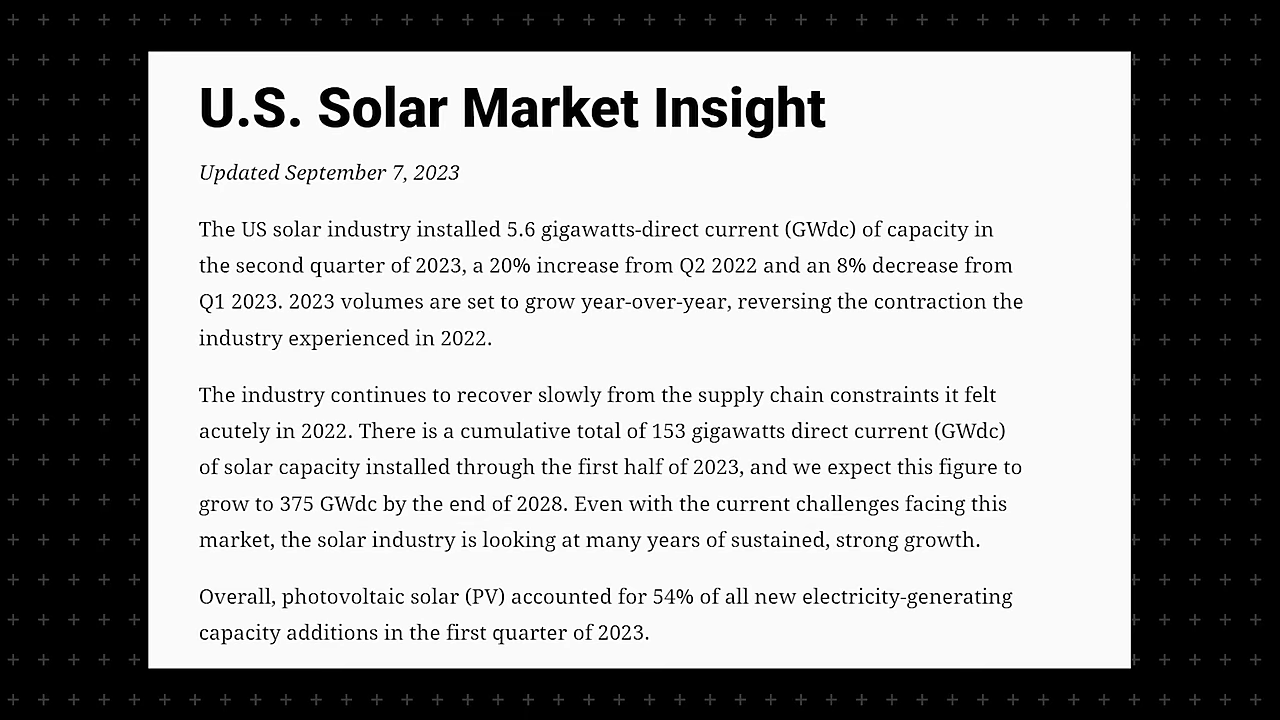 U.S. Solar Market Insight
Updated September 7, 2023
The US solar industry installed 5.6 gigawatts-direct current (GWdc) of capacity in
the second quarter of 2023, a 20% increase from Q2 2022 and an 8% decrease from
Q1 2023. 2023 volumes are set to grow year-over-year, reversing the contraction the
industry experienced in 2022.
The industry continues to recover slowly from the supply chain constraints it felt
acutely in 2022. There is a cumulative total of 153 gigawatts direct current (GWdc)
of solar capacity installed through the first half of 2023, and we expect this figure to
grow to 375 GWdc by the end of 2028. Even with the current challenges facing this
market, the solar industry is looking at many years of sustained, strong growth.
Overall, photovoltaic solar (PV) accounted for 54% of all new electricity-generating
capacity additions in the first quarter of 2023.